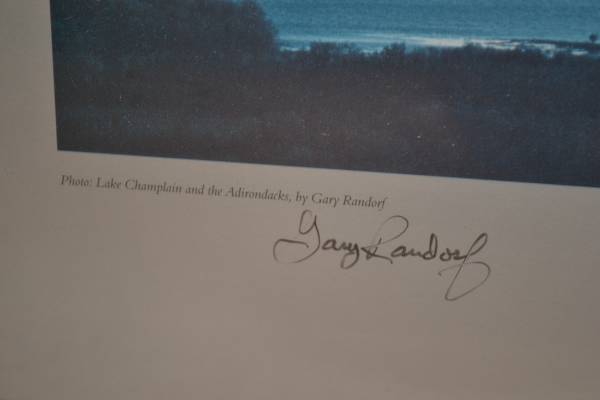 Photo: Lake Champlain and the Adirondacks, by Gary Randorf
Gary Randorf